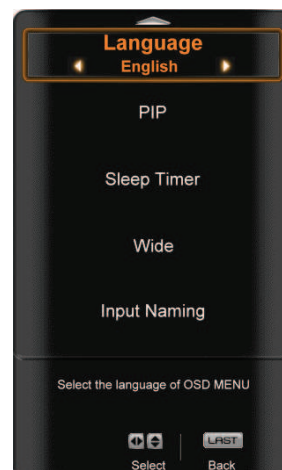 Language
English
PIP
Sleep Timer
Wide
Input Naming
Select the language of OSD MENU
LAST
Select Back